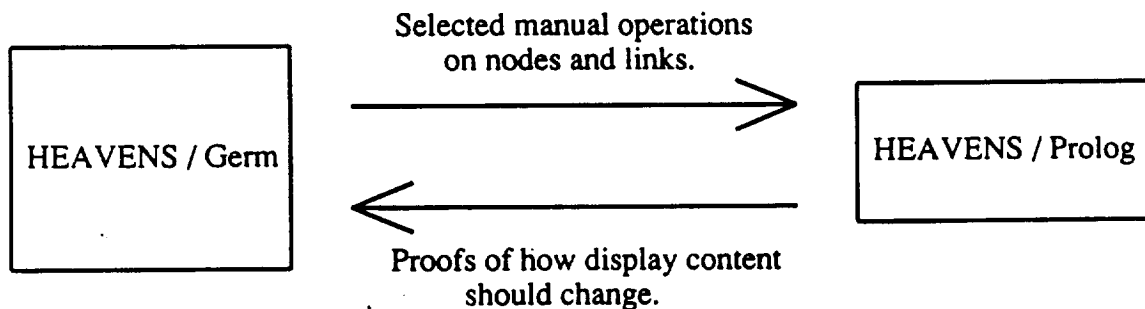 Selected manual operations
on nodes and links.
HEAVENS / Germ
HEAVENS / Prolog
Proofs of how display content
should change.